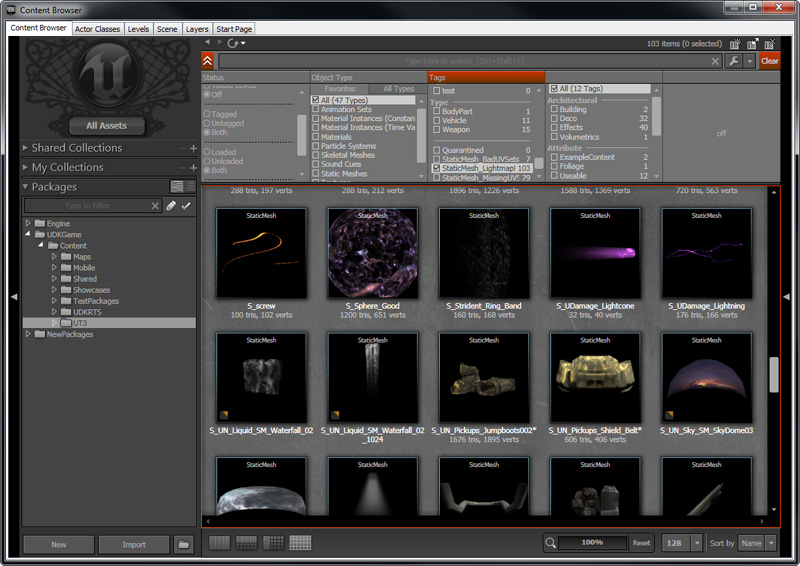 Content Browser
Content Browser Actor Classes Levels Scene Layers Start Page
103 items (0 selected)
Type here to search (Ctrl+Shift+F)
Clear
All Assets
Shared Collections
My Collections
Packages
Type to Filter
Engine
UDKGame
Content
Maps
Mobile
Shared
Showcases
TestPackages
UDKRTS
UT3
NewPackages
New Import
Status
Off
Tagged
Untagged
Both
Loaded
Unloaded
Both
Object Type
Favorites All Types
All (47 Types)
Animation Sets
Material Instances (Constan
Material Instances (Time Va
Materials
Particle Systems
Skeletal Meshes
Sound Cues
Static Meshes
Tags
test 0
Type
BodyPart 1
Vehicle 11
Weapon 15
Quarantined 0
StaticMesh_BadUVSets 7
StaticMesh_Lightmapl 103
StaticMesh_MissingUVS 79
All (12 Tags)
Architectural
Building 2
Deco 32
Effects 40
Volumetrics 1
Attribute
ExampleContent 2
Foliage 1
Useable 12
off
288 tris, 197 verts 288 tris, 212 verts 1896 tris, 1226 verts 1588 tris, 1369 verts 720 tris, 563 verts
StaticMesh StaticMesh StaticMesh StaticMesh StaticMesh
S_screw S_Sphere_Good S_Strident_Ring_Band S_UDamage_Lightcone S_UDamage_Lightning
100 tris, 102 verts 1200 tris, 651 verts 160 tris, 168 verts 32 tris, 40 verts 176 tris, 166 verts
StaticMesh StaticMesh StaticMesh StaticMesh StaticMesh
S_UN_Liquid_SM_Waterfall_02 S_UN_Liquid_SM_Waterfall_02_1024 S_UN_Pickups_Jumpboots002* S_UN_Pickups_Shield_Belt* S_UN_Sky_SM_SkyDome03
1676 tris, 1895 verts 606 tris, 406 verts
StaticMesh StaticMesh StaticMesh StaticMesh StaticMesh
100% Reset 128 Sort by Name